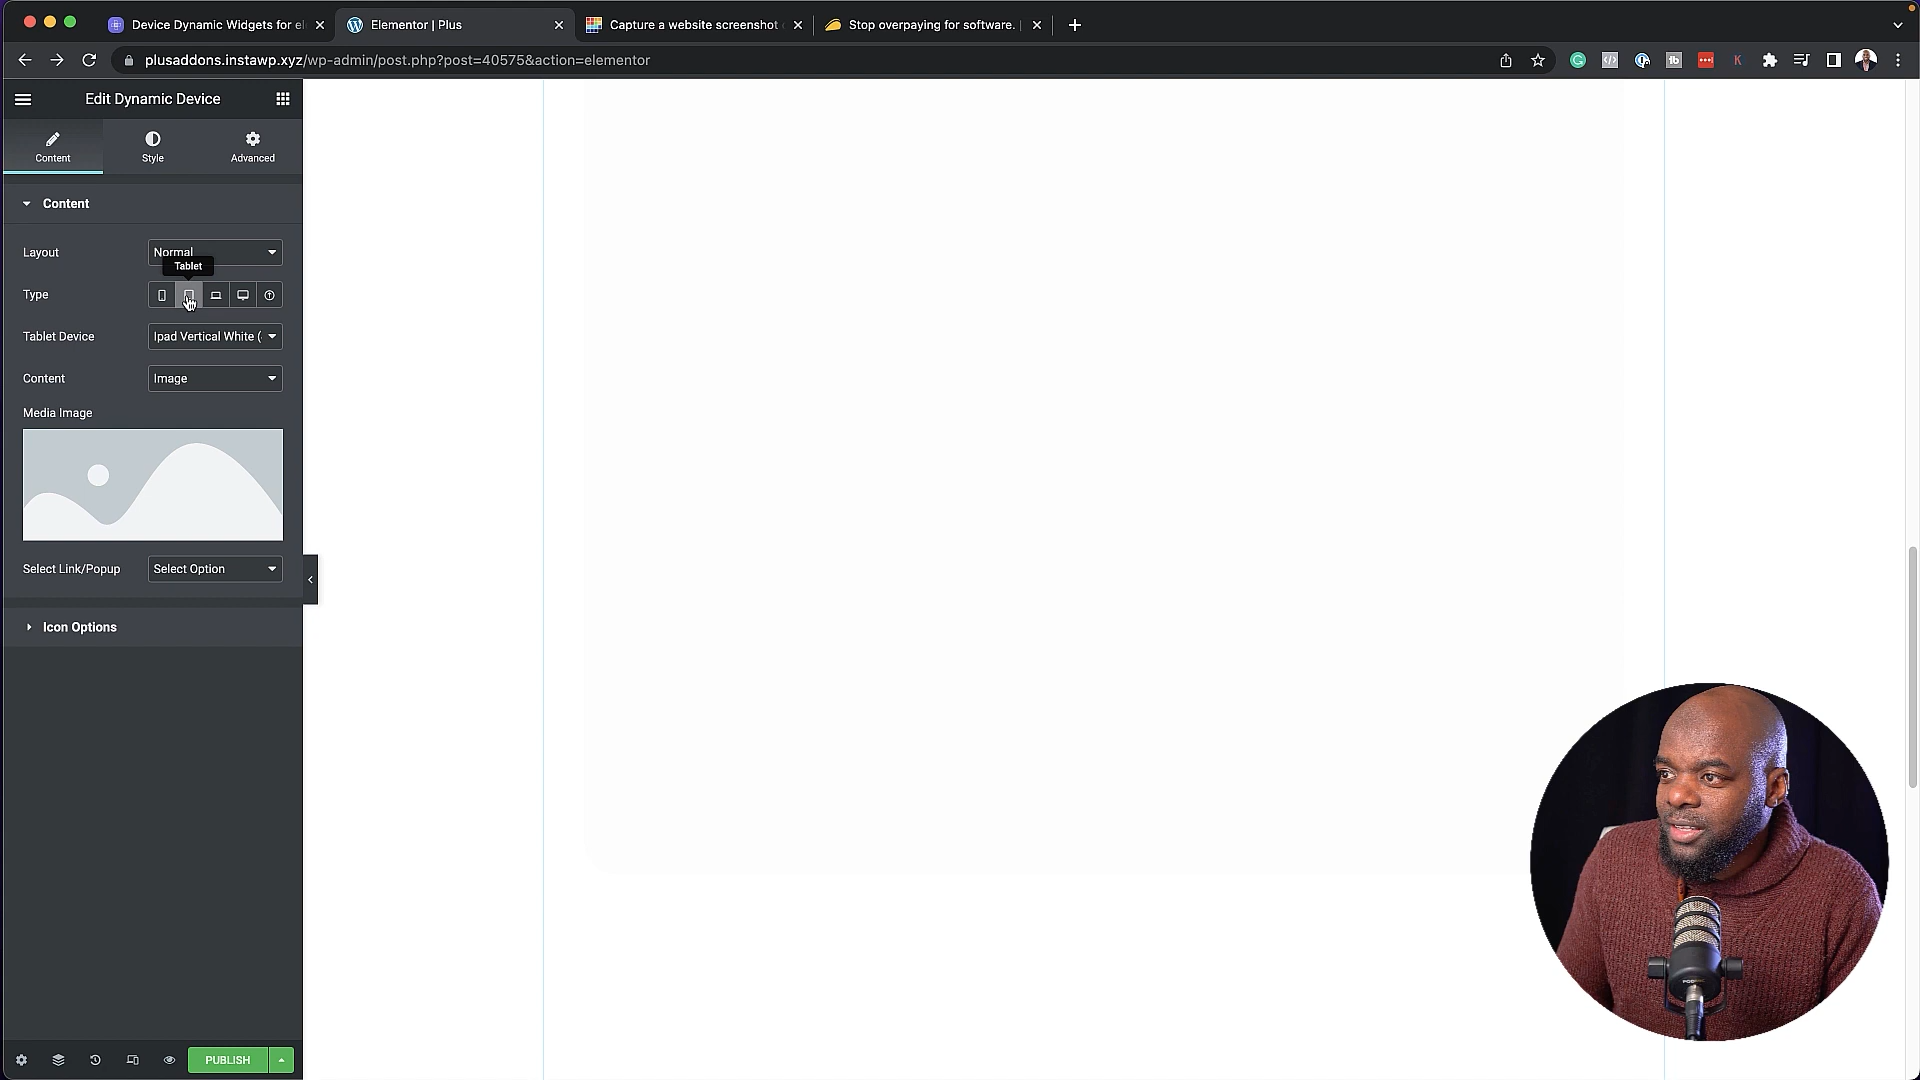 Device Dynamic Widgets for el
Elementor | Plus
Capture a website screenshot
Stop overpaying for software.
plusaddons.instawp.xyz/wp-admin/post.php?post=40575&action=elementor
Edit Dynamic Device
Content
Style
Advanced
Content
Layout
Normal
Tablet
Type
Tablet Device
Ipad Vertical White (
Content
Image
Media Image
Select Link/Popup
Select Option
Icon Options
PUBLISH